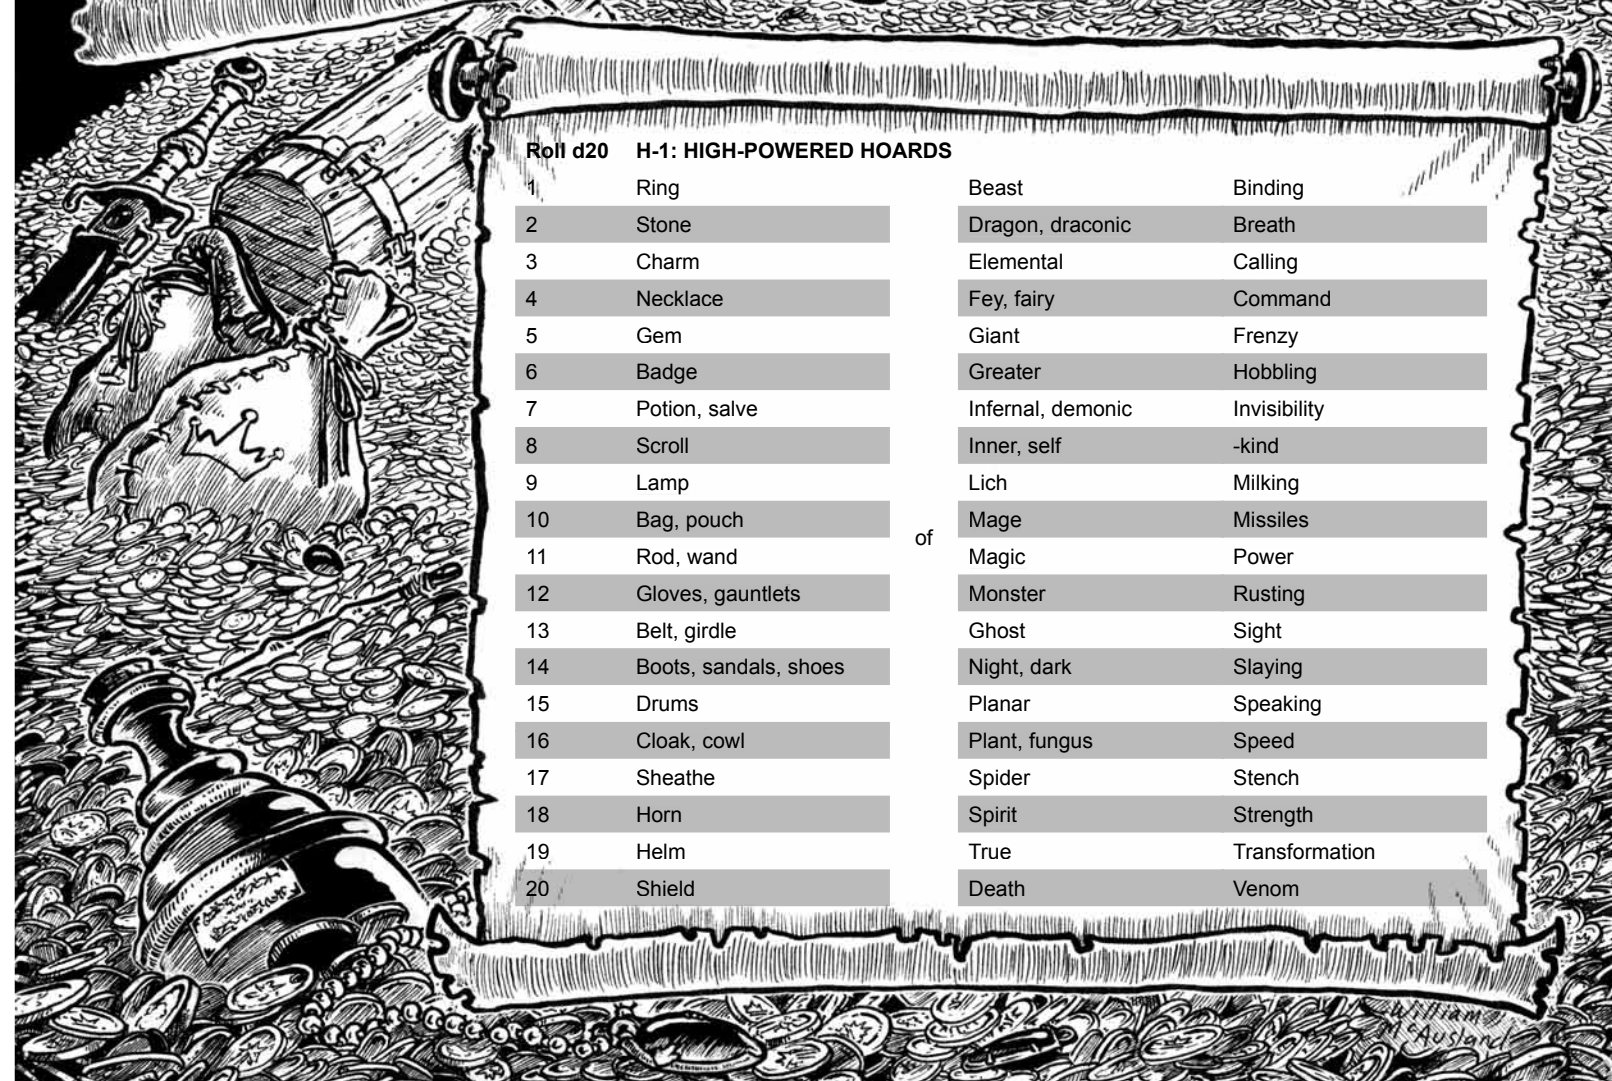 Roll d20 H-1: HIGH-POWERED HOARDS
1 Ring Beast Binding
2 Stone Dragon, draconic Breath
3 Charm Elemental Calling
4 Necklace Fey, fairy Command
5 Gem Giant Frenzy
6 Badge Greater Hobbling
7 Potion, salve Infernal, demonic Invisibility
8 Scroll Inner, self -kind
9 Lamp Lich Milking
10 Bag, pouch Mage Missiles
of
11 Rod, wand Magic Power
12 Gloves, gauntlets Monster Rusting
13 Belt, girdle Ghost Sight
14 Boots, sandals, shoes Night, dark Slaying
15 Drums Planar Speaking
16 Cloak, cowl Plant, fungus Speed
17 Sheathe Spider Stench
18 Horn Spirit Strength
19 Helm True Transformation
20 Shield Death Venom
William
McAusland